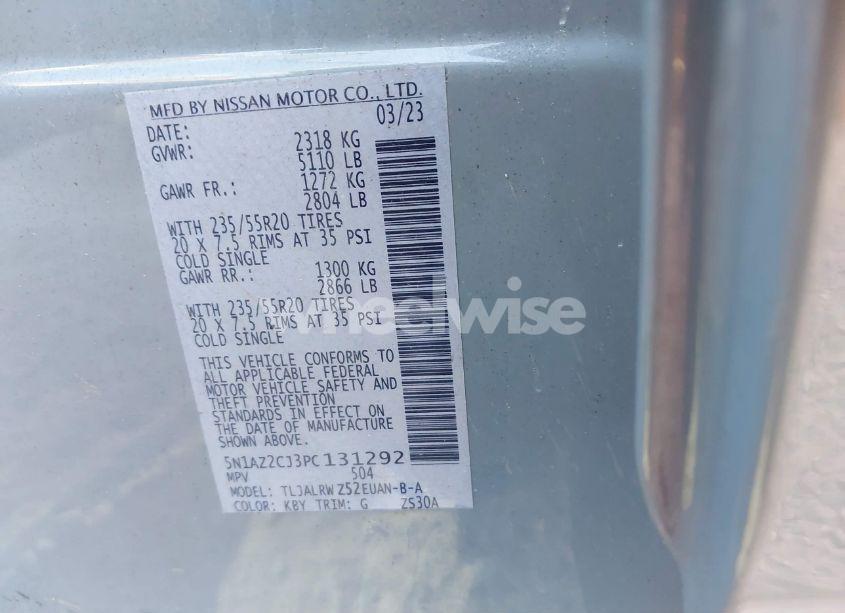 MFD BY NISSAN MOTOR CO., LTD.
DATE: 03/23
GVWR: 2318 KG
5110 LB
GAWR FR.: 1272 KG
2804 LB
WITH 235/55R20 TIRES
20 X 7.5 RIMS AT 35 PSI
COLD SINGLE
GAWR RR.: 1300 KG
2866 LB
WITH 235/55R20 TIRES
20 X 7.5 RIMS AT 35 PSI
COLD SINGLE
THIS VEHICLE CONFORMS TO
ALL APPLICABLE FEDERAL
MOTOR VEHICLE SAFETY AND
THEFT PREVENTION
STANDARDS IN EFFECT ON
THE DATE OF MANUFACTURE
SHOWN ABOVE.
5N1AZ2CJ3PC131292
MPV 504
MODEL: TLJALRWZ52EUAN-B-A
COLOR: KBY TRIM: G ZS30A
wheelwise